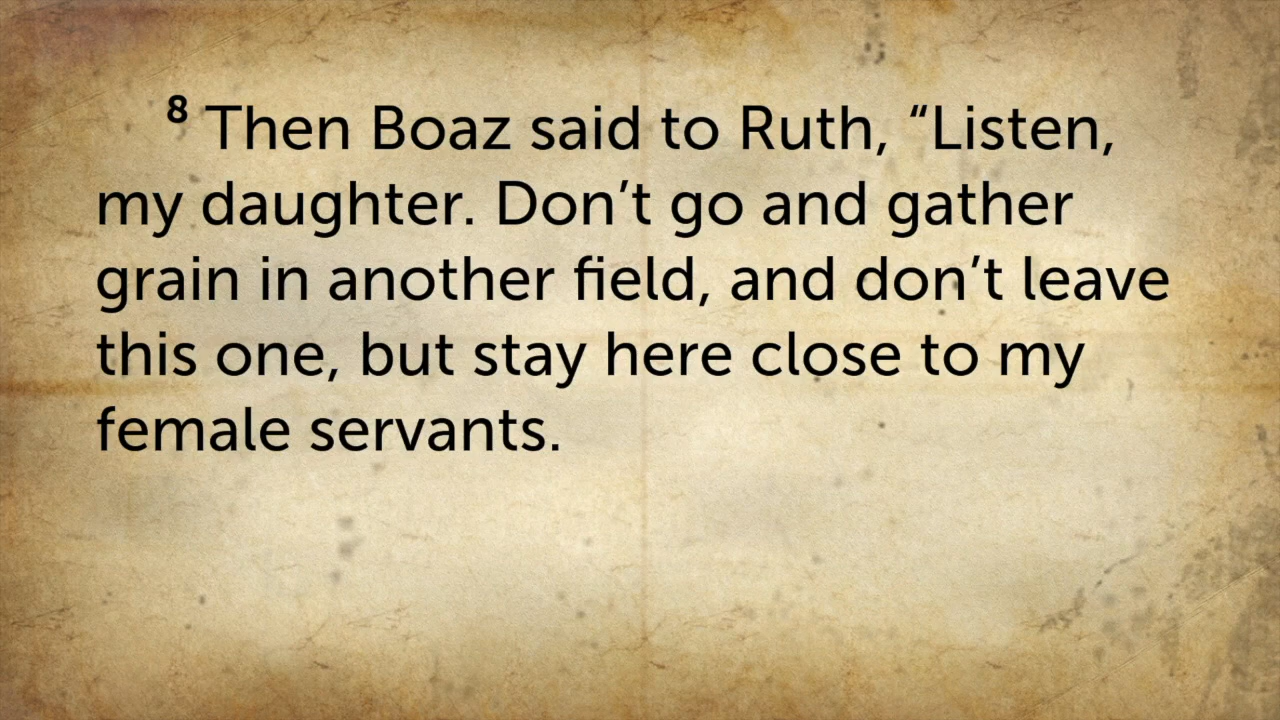 8 Then Boaz said to Ruth, “Listen,
my daughter. Don’t go and gather
grain in another field, and don’t leave
this one, but stay here close to my
female servants.